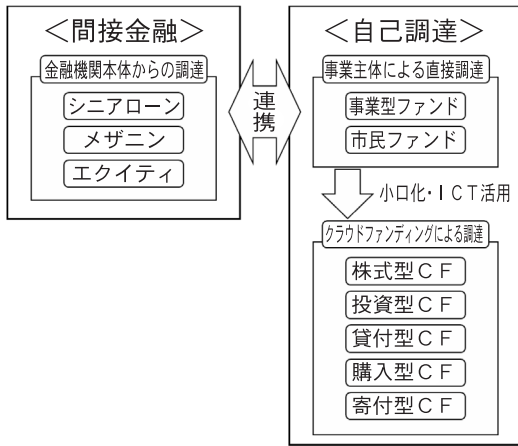 ＜間接金融＞
金融機関本体からの調達
シニアローン
メザニン
エクイティ
連携
＜自己調達＞
事業主体による直接調達
事業型ファンド
市民ファンド
小口化・ＩＣＴ活用
クラウドファンディングによる調達
株式型ＣＦ
投資型ＣＦ
貸付型ＣＦ
購入型ＣＦ
寄付型ＣＦ